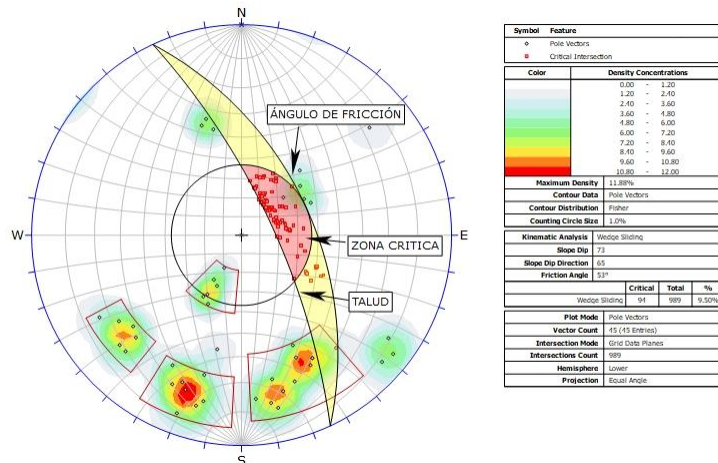 N
ÁNGULO DE FRICCIÓN
W
E
ZONA CRITICA
TALUD
S
Symbol Feature
Pole Vectors
Critical Intersection
Color Density Concentrations
0.00 - 1.20
1.20 - 2.40
2.40 - 3.60
3.60 - 4.80
4.80 - 6.00
6.00 - 7.20
7.20 - 8.40
8.40 - 9.60
9.60 - 10.80
10.80 - 12.00
Maximum Density 11.88%
Contour Data Pole Vectors
Contour Distribution Fisher
Counting Circle Size 1.0%
Kinematic Analysis Wedge Sliding
Slope Dip 73
Slope Dip Direction 65
Friction Angle 53°
Critical Total %
Wedge Sliding 94 989 9.50%
Plot Mode Pole Vectors
Vector Count 45 (45 Entries)
Intersection Mode Grid Data Planes
Intersections Count 989
Hemisphere Lower
Projection Equal Angle